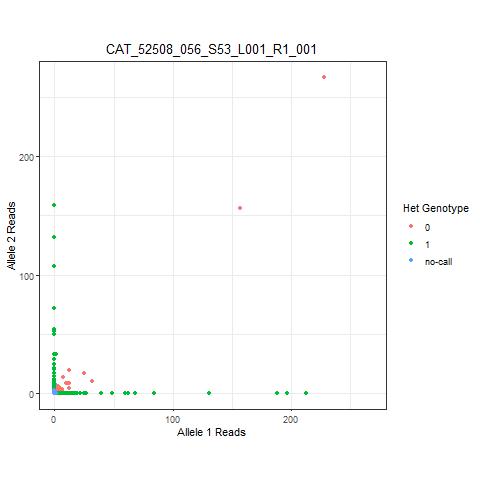 CAT_52508_056_S53_L001_R1_001
Allele 2 Reads
200
100
0
0
100
200
Allele 1 Reads
Het Genotype
0
1
no-call